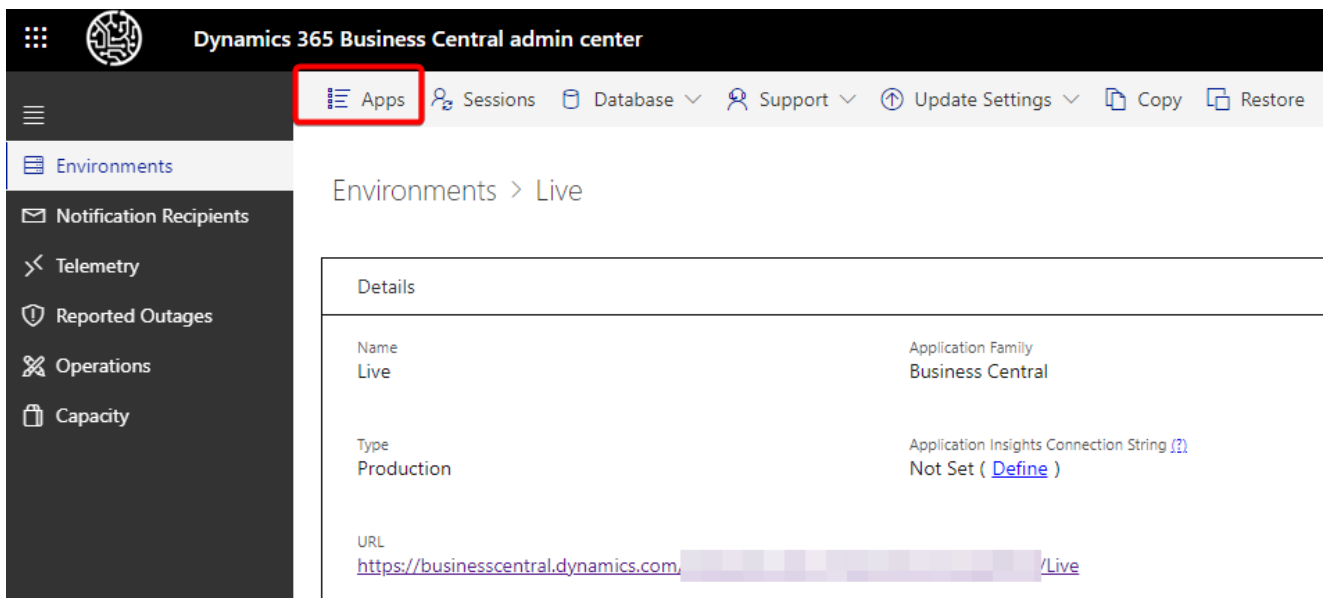 Dynamics 365 Business Central admin center
Apps Sessions Database Support Update Settings Copy Restore
Environments
Notification Recipients
Telemetry
Reported Outages
Operations
Capacity
Environments > Live
Details
Name
Live
Application Family
Business Central
Type
Production
Application Insights Connection String (?)
Not Set ( Define )
URL
https://businesscentral.dynamics.com/ /Live